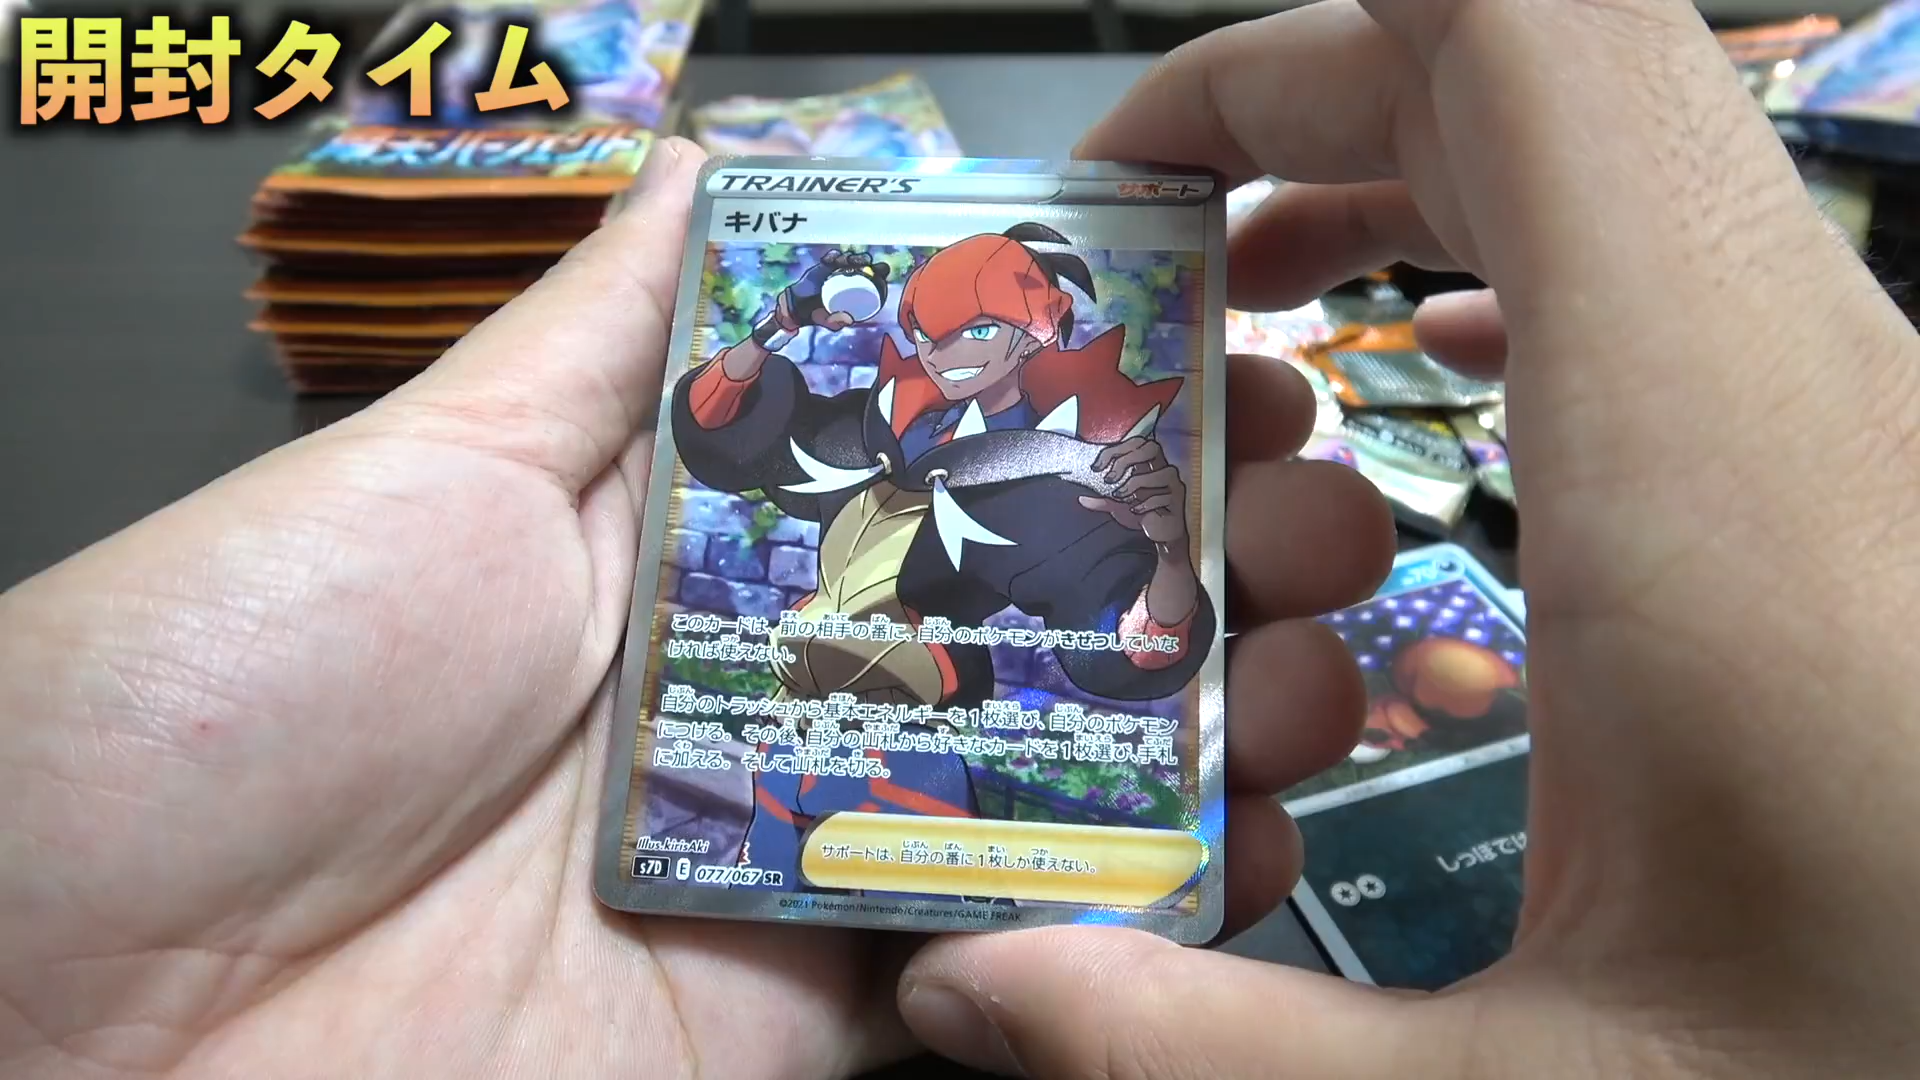 開封タイム
TRAINER'S
サポート
キバナ
このカードは、前の相手の番に、自分のポケモンがきぜつしていな
ければ使えない。
自分のトラッシュから基本エネルギーを1枚選び、自分のポケモン
につける。その後、自分の山札から好きなカードを1枚選び、手札
に加える。そして山札を切る。
Illus.kirisAki
s7D E 077/067 SR
サポートは、自分の番に1枚しか使えない。
©2021 Pokémon/Nintendo/Creatures/GAME FREAK
しっぽでは